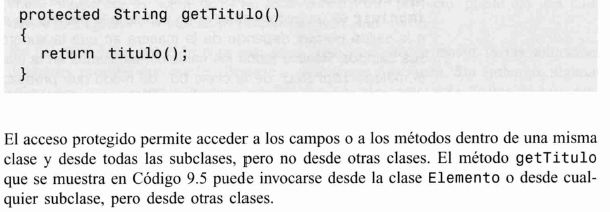 protected String getTitulo()
{
return titulo();
}
El acceso protegido permite acceder a los campos o a los métodos dentro de una misma
clase y desde todas las subclases, pero no desde otras clases. El método getTitulo
que se muestra en Código 9.5 puede invocarse desde la clase Elemento o desde cual-
quier subclase, pero desde otras clases.